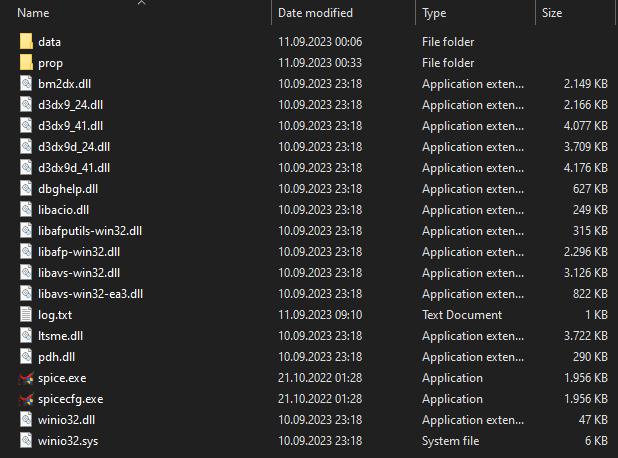 Name Date modified Type Size
data 11.09.2023 00:06 File folder
prop 11.09.2023 00:33 File folder
bm2dx.dll 10.09.2023 23:18 Application exten... 2.149 KB
d3dx9_24.dll 10.09.2023 23:18 Application exten... 2.166 KB
d3dx9_41.dll 10.09.2023 23:18 Application exten... 4.077 KB
d3dx9d_24.dll 10.09.2023 23:18 Application exten... 3.709 KB
d3dx9d_41.dll 10.09.2023 23:18 Application exten... 4.176 KB
dbghelp.dll 10.09.2023 23:18 Application exten... 627 KB
libacio.dll 10.09.2023 23:18 Application exten... 249 KB
libafputils-win32.dll 10.09.2023 23:18 Application exten... 315 KB
libafp-win32.dll 10.09.2023 23:18 Application exten... 2.296 KB
libavs-win32.dll 10.09.2023 23:18 Application exten... 3.126 KB
libavs-win32-ea3.dll 10.09.2023 23:18 Application exten... 822 KB
log.txt 11.09.2023 09:10 Text Document 1 KB
ltsme.dll 10.09.2023 23:18 Application exten... 3.722 KB
pdh.dll 10.09.2023 23:18 Application exten... 290 KB
spice.exe 21.10.2022 01:28 Application 1.956 KB
spicecfg.exe 21.10.2022 01:28 Application 1.956 KB
winio32.dll 10.09.2023 23:18 Application exten... 47 KB
winio32.sys 10.09.2023 23:18 System file 6 KB